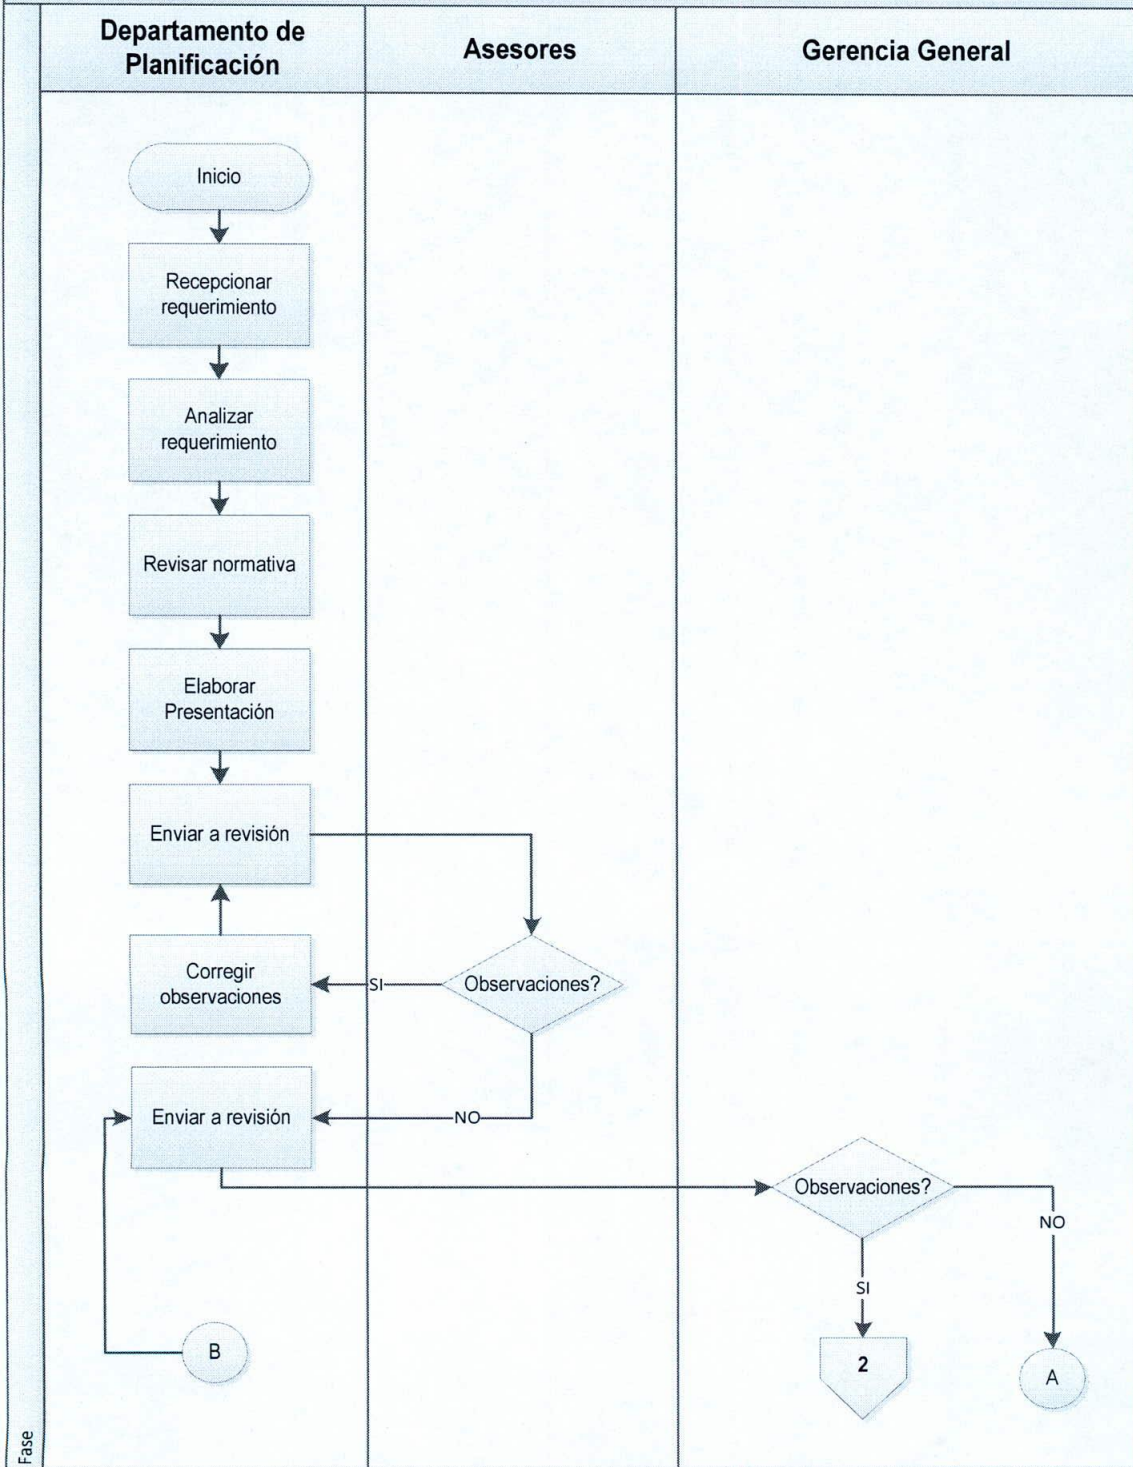 Departamento de
Planificación
Asesores
Gerencia General
Inicio
Recepcionar
requerimiento
Analizar
requerimiento
Revisar normativa
Elaborar
Presentación
Enviar a revisión
Corregir
observaciones
SI
Observaciones?
Enviar a revisión
NO
Observaciones?
NO
SI
B
2
A
Fase